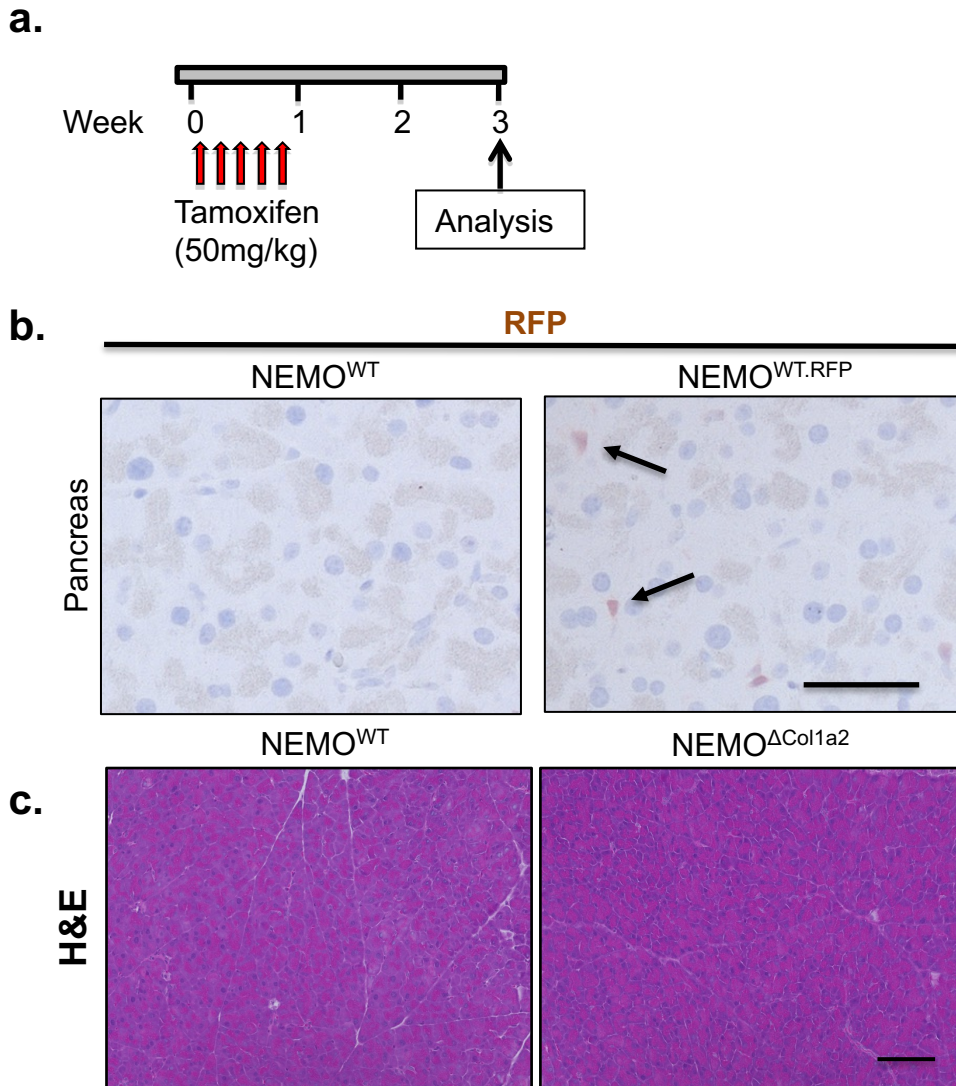 a.
Week 0 1 2 3
Tamoxifen
(50mg/kg)
Analysis
b.
RFP
NEMO^WT NEMO^WT.RFP
Pancreas
NEMO^WT NEMO^ΔCol1a2
c.
H&E